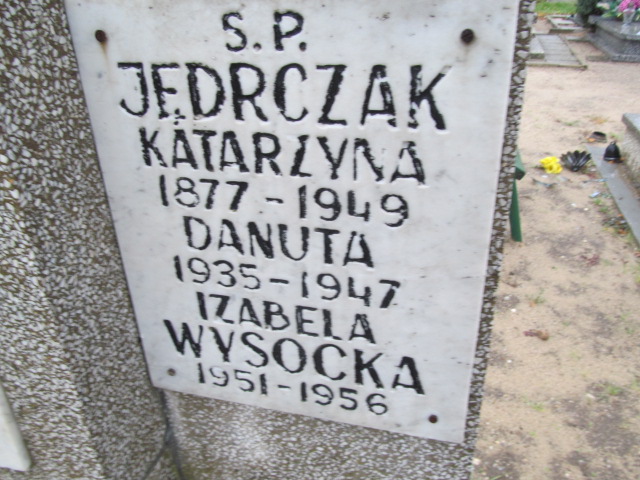 S.P.
JĘDRCZAK
KATARZYNA
1877 - 1949
DANUTA
1935 - 1947
IZABELA
WYSOCKA
1951 - 1956